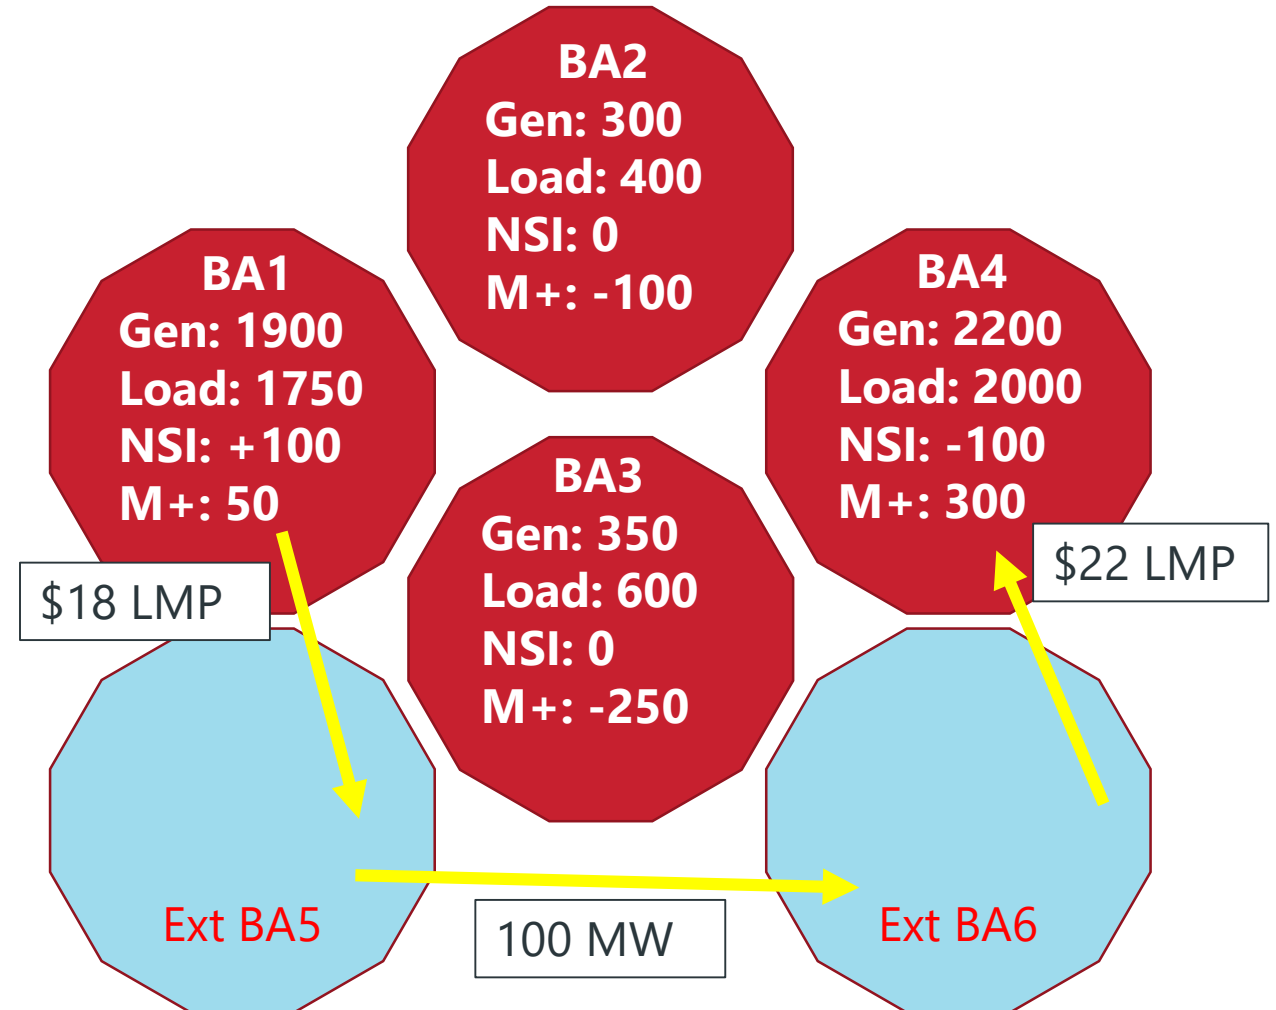 BA2
Gen: 300
Load: 400
NSI: 0
M+: -100
BA1
Gen: 1900
Load: 1750
NSI: +100
M+: 50
BA4
Gen: 2200
Load: 2000
NSI: -100
M+: 300
BA3
Gen: 350
Load: 600
NSI: 0
M+: -250
$18 LMP
$22 LMP
Ext BA5
100 MW
Ext BA6